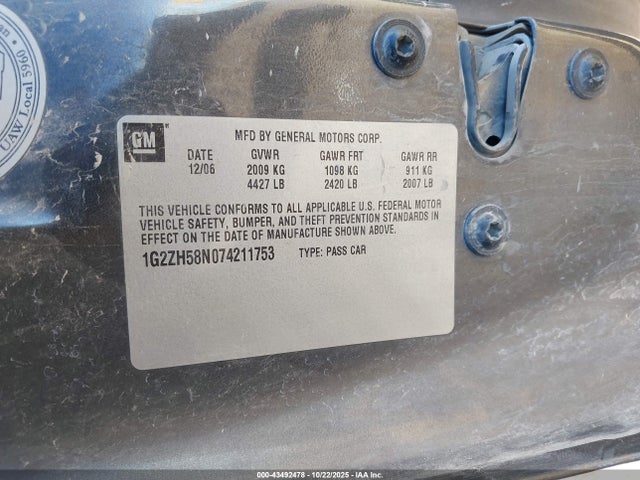 UAW Local 5960
GM
MFD BY GENERAL MOTORS CORP.
DATE GVWR GAWR FRT GAWR RR
12/06 2009 KG 1098 KG 911 KG
4427 LB 2420 LB 2007 LB
THIS VEHICLE CONFORMS TO ALL APPLICABLE U.S. FEDERAL MOTOR
VEHICLE SAFETY, BUMPER, AND THEFT PREVENTION STANDARDS IN
EFFECT ON THE DATE OF MANUFACTURE SHOWN ABOVE.
1G2ZH58N074211753 TYPE: PASS CAR
000-43492478 - 10/22/2025 - IAA Inc.